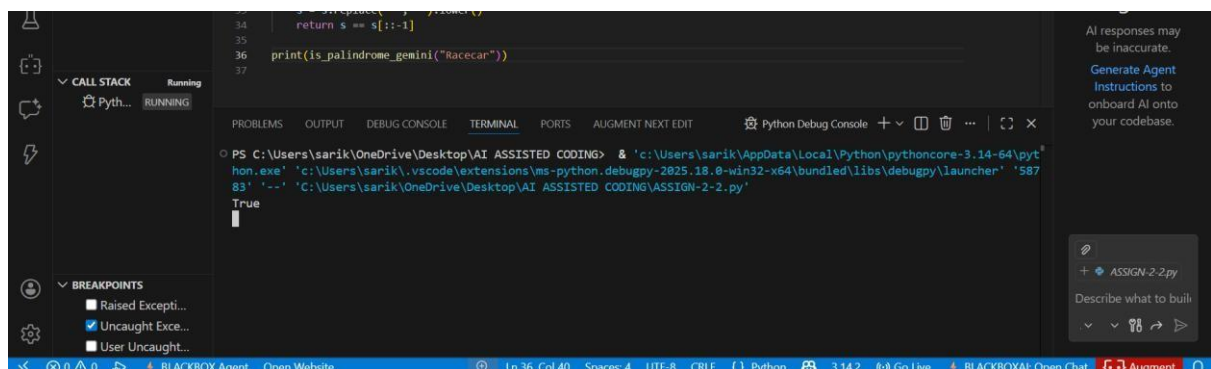 33 s = s.replace(" ", "").lower()
34 return s == s[::-1]
35
36 print(is_palindrome_gemini("Racecar"))
37
CALL STACK Running
Pyth... RUNNING
PROBLEMS OUTPUT DEBUG CONSOLE TERMINAL PORTS AUGMENT NEXT EDIT Python Debug Console
PS C:\Users\sarik\OneDrive\Desktop\AI ASSISTED CODING> & 'c:\Users\sarik\AppData\Local\Python\pythoncore-3.14-64\pyt
hon.exe' 'c:\Users\sarik\.vscode\extensions\ms-python.debugpy-2025.18.0-win32-x64\bundled\libs\debugpy\launcher' '587
83' '--' 'C:\Users\sarik\OneDrive\Desktop\AI ASSISTED CODING\ASSIGN-2-2.py'
True
BREAKPOINTS
Raised Excepti...
Uncaught Exce...
User Uncaught...
AI responses may
be inaccurate.
Generate Agent
Instructions to
onboard AI onto
your codebase.
+ ASSIGN-2-2.py
Describe what to buil
0 0 BLACKBOX Agent Open Website Ln 36, Col 40 Spaces: 4 UTF-8 CRLF { } Python 3.14.2 Go Live BLACKBOXAI: Open Chat Augment